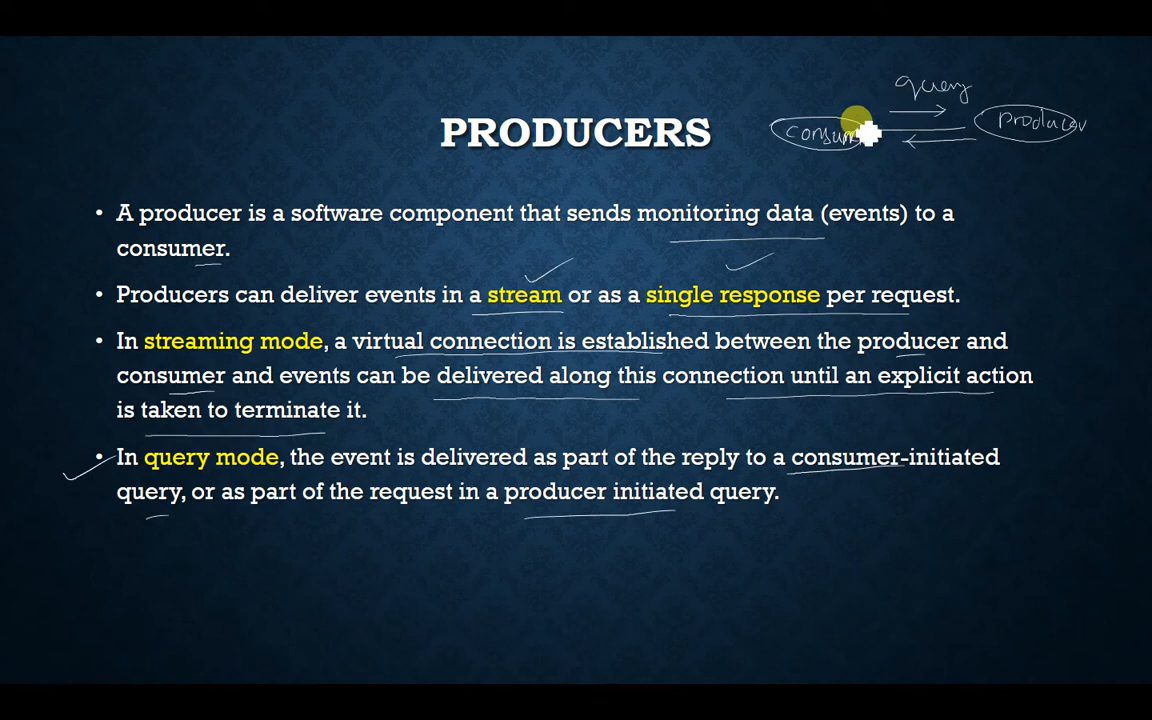 query
PRODUCERS
producer
• A producer is a software component that sends monitoring data (events) to a
consumer.
• Producers can deliver events in a stream or as a single response per request.
• In streaming mode, a virtual connection is established between the producer and
consumer and events can be delivered along this connection until an explicit action
is taken to terminate it.
• In query mode, the event is delivered as part of the reply to a consumer-initiated
query, or as part of the request in a producer initiated query.